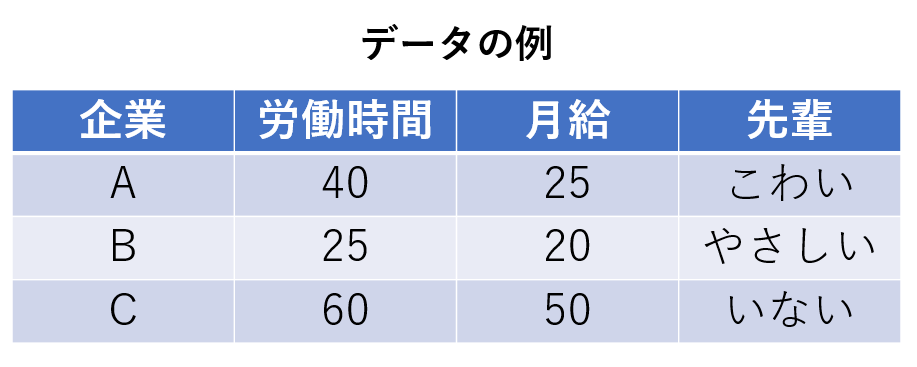 データの例
企業 労働時間 月給 先輩
A 40 25 こわい
B 25 20 やさしい
C 60 50 いない